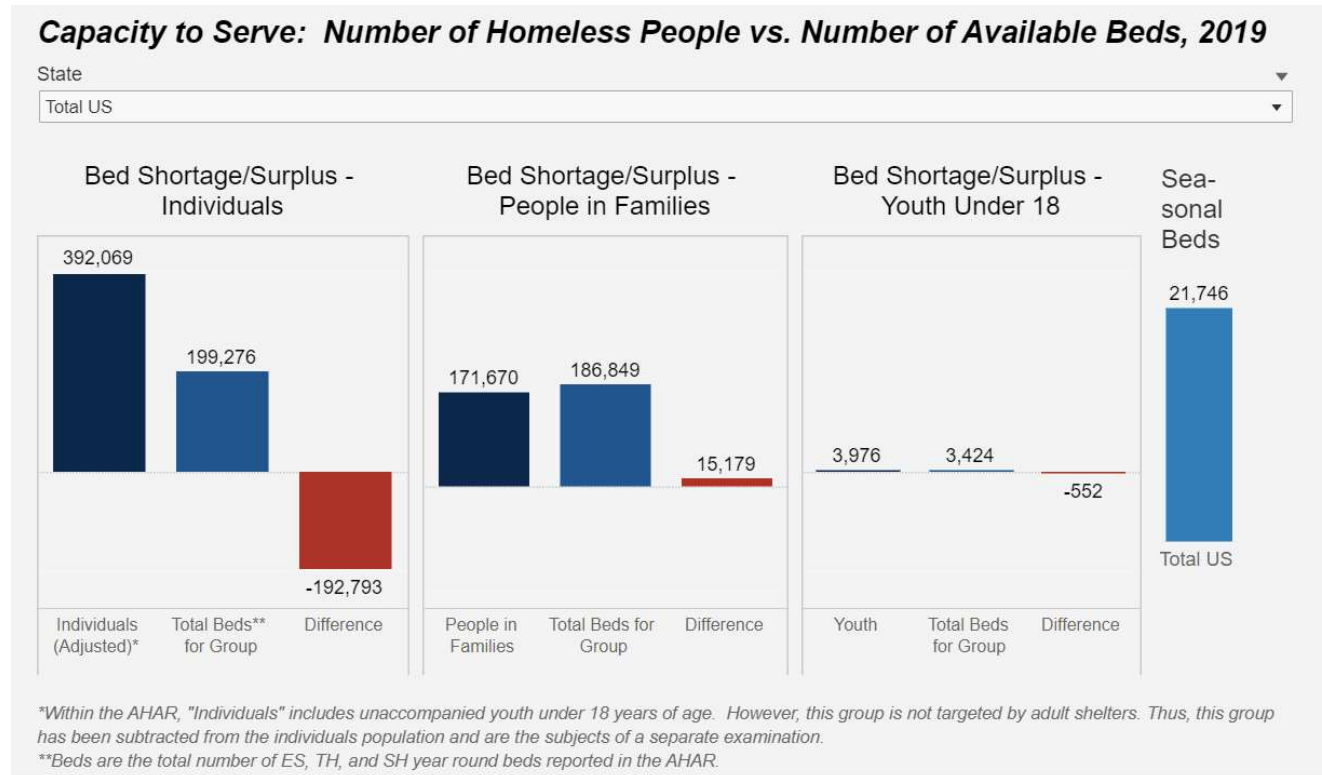 Capacity to Serve: Number of Homeless People vs. Number of Available Beds, 2019
State
Total US
Bed Shortage/Surplus -
Individuals
392,069
199,276
-192,793
Individuals
(Adjusted)*
Total Beds**
for Group
Difference
Bed Shortage/Surplus -
People in Families
171,670
186,849
15,179
People in
Families
Total Beds for
Group
Difference
Bed Shortage/Surplus -
Youth Under 18
3,976
3,424
-552
Youth
Total Beds
for Group
Difference
Sea-
sonal
Beds
21,746
Total US
*Within the AHAR, "Individuals" includes unaccompanied youth under 18 years of age. However, this group is not targeted by adult shelters. Thus, this group
has been subtracted from the individuals population and are the subjects of a separate examination.
**Beds are the total number of ES, TH, and SH year round beds reported in the AHAR.